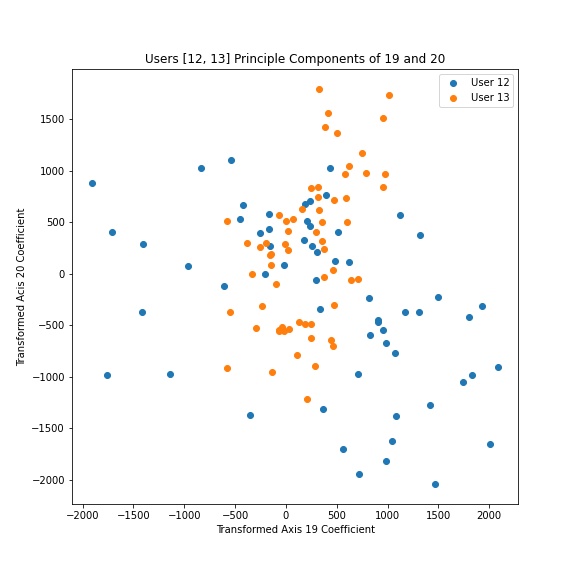 Users [12, 13] Principle Components of 19 and 20
User 12
User 13
Transformed Acis 20 Coefficient
1500
1000
500
0
−500
−1000
−1500
−2000
−2000 −1500 −1000 −500 0 500 1000 1500 2000
Transformed Axis 19 Coefficient